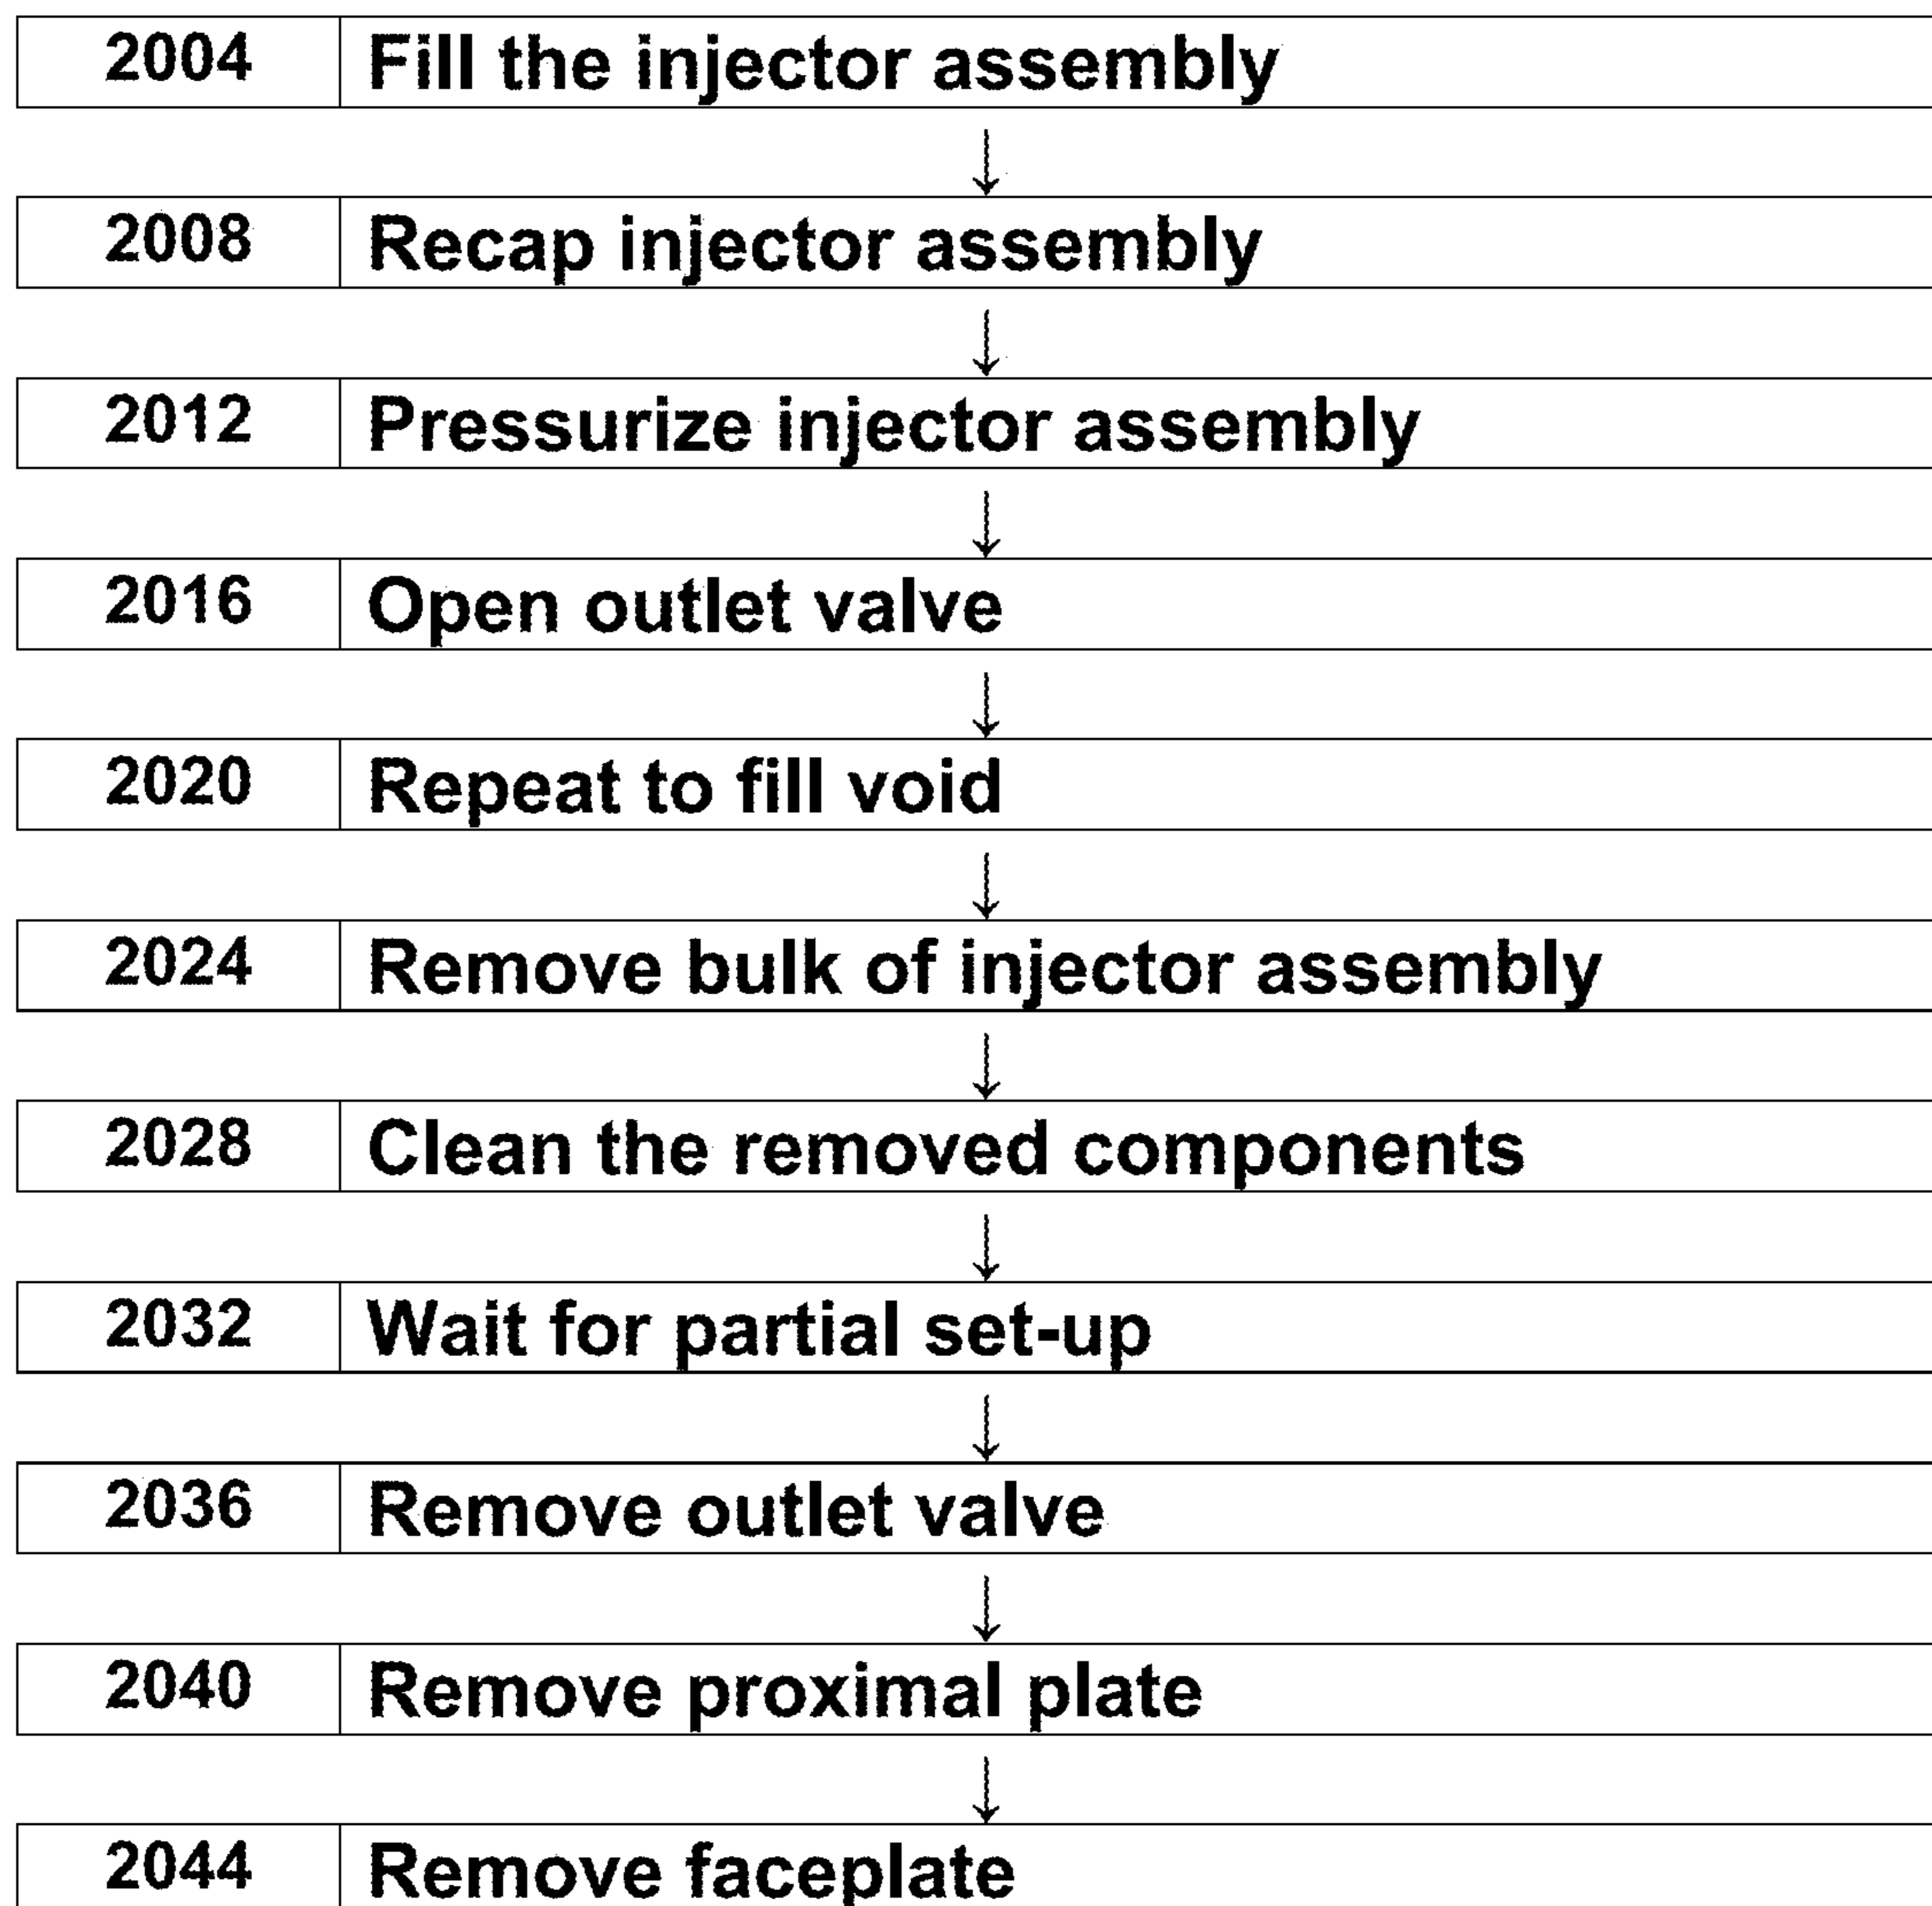 2004 Fill the injector assembly
2008 Recap injector assembly
2012 Pressurize injector assembly
2016 Open outlet valve
2020 Repeat to fill void
2024 Remove bulk of injector assembly
2028 Clean the removed components
2032 Wait for partial set-up
2036 Remove outlet valve
2040 Remove proximal plate
2044 Remove faceplate